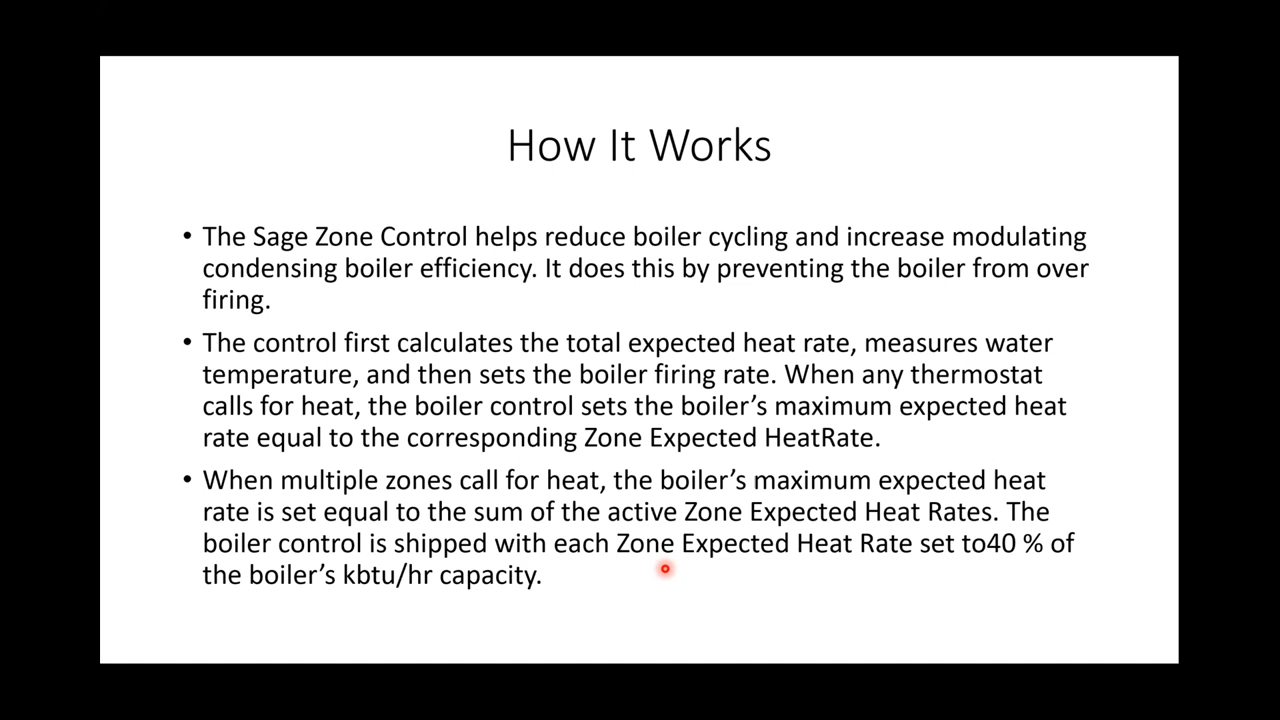 How It Works
• The Sage Zone Control helps reduce boiler cycling and increase modulating
condensing boiler efficiency. It does this by preventing the boiler from over
firing.
• The control first calculates the total expected heat rate, measures water
temperature, and then sets the boiler firing rate. When any thermostat
calls for heat, the boiler control sets the boiler’s maximum expected heat
rate equal to the corresponding Zone Expected HeatRate.
• When multiple zones call for heat, the boiler’s maximum expected heat
rate is set equal to the sum of the active Zone Expected Heat Rates. The
boiler control is shipped with each Zone Expected Heat Rate set to40 % of
the boiler’s kbtu/hr capacity.